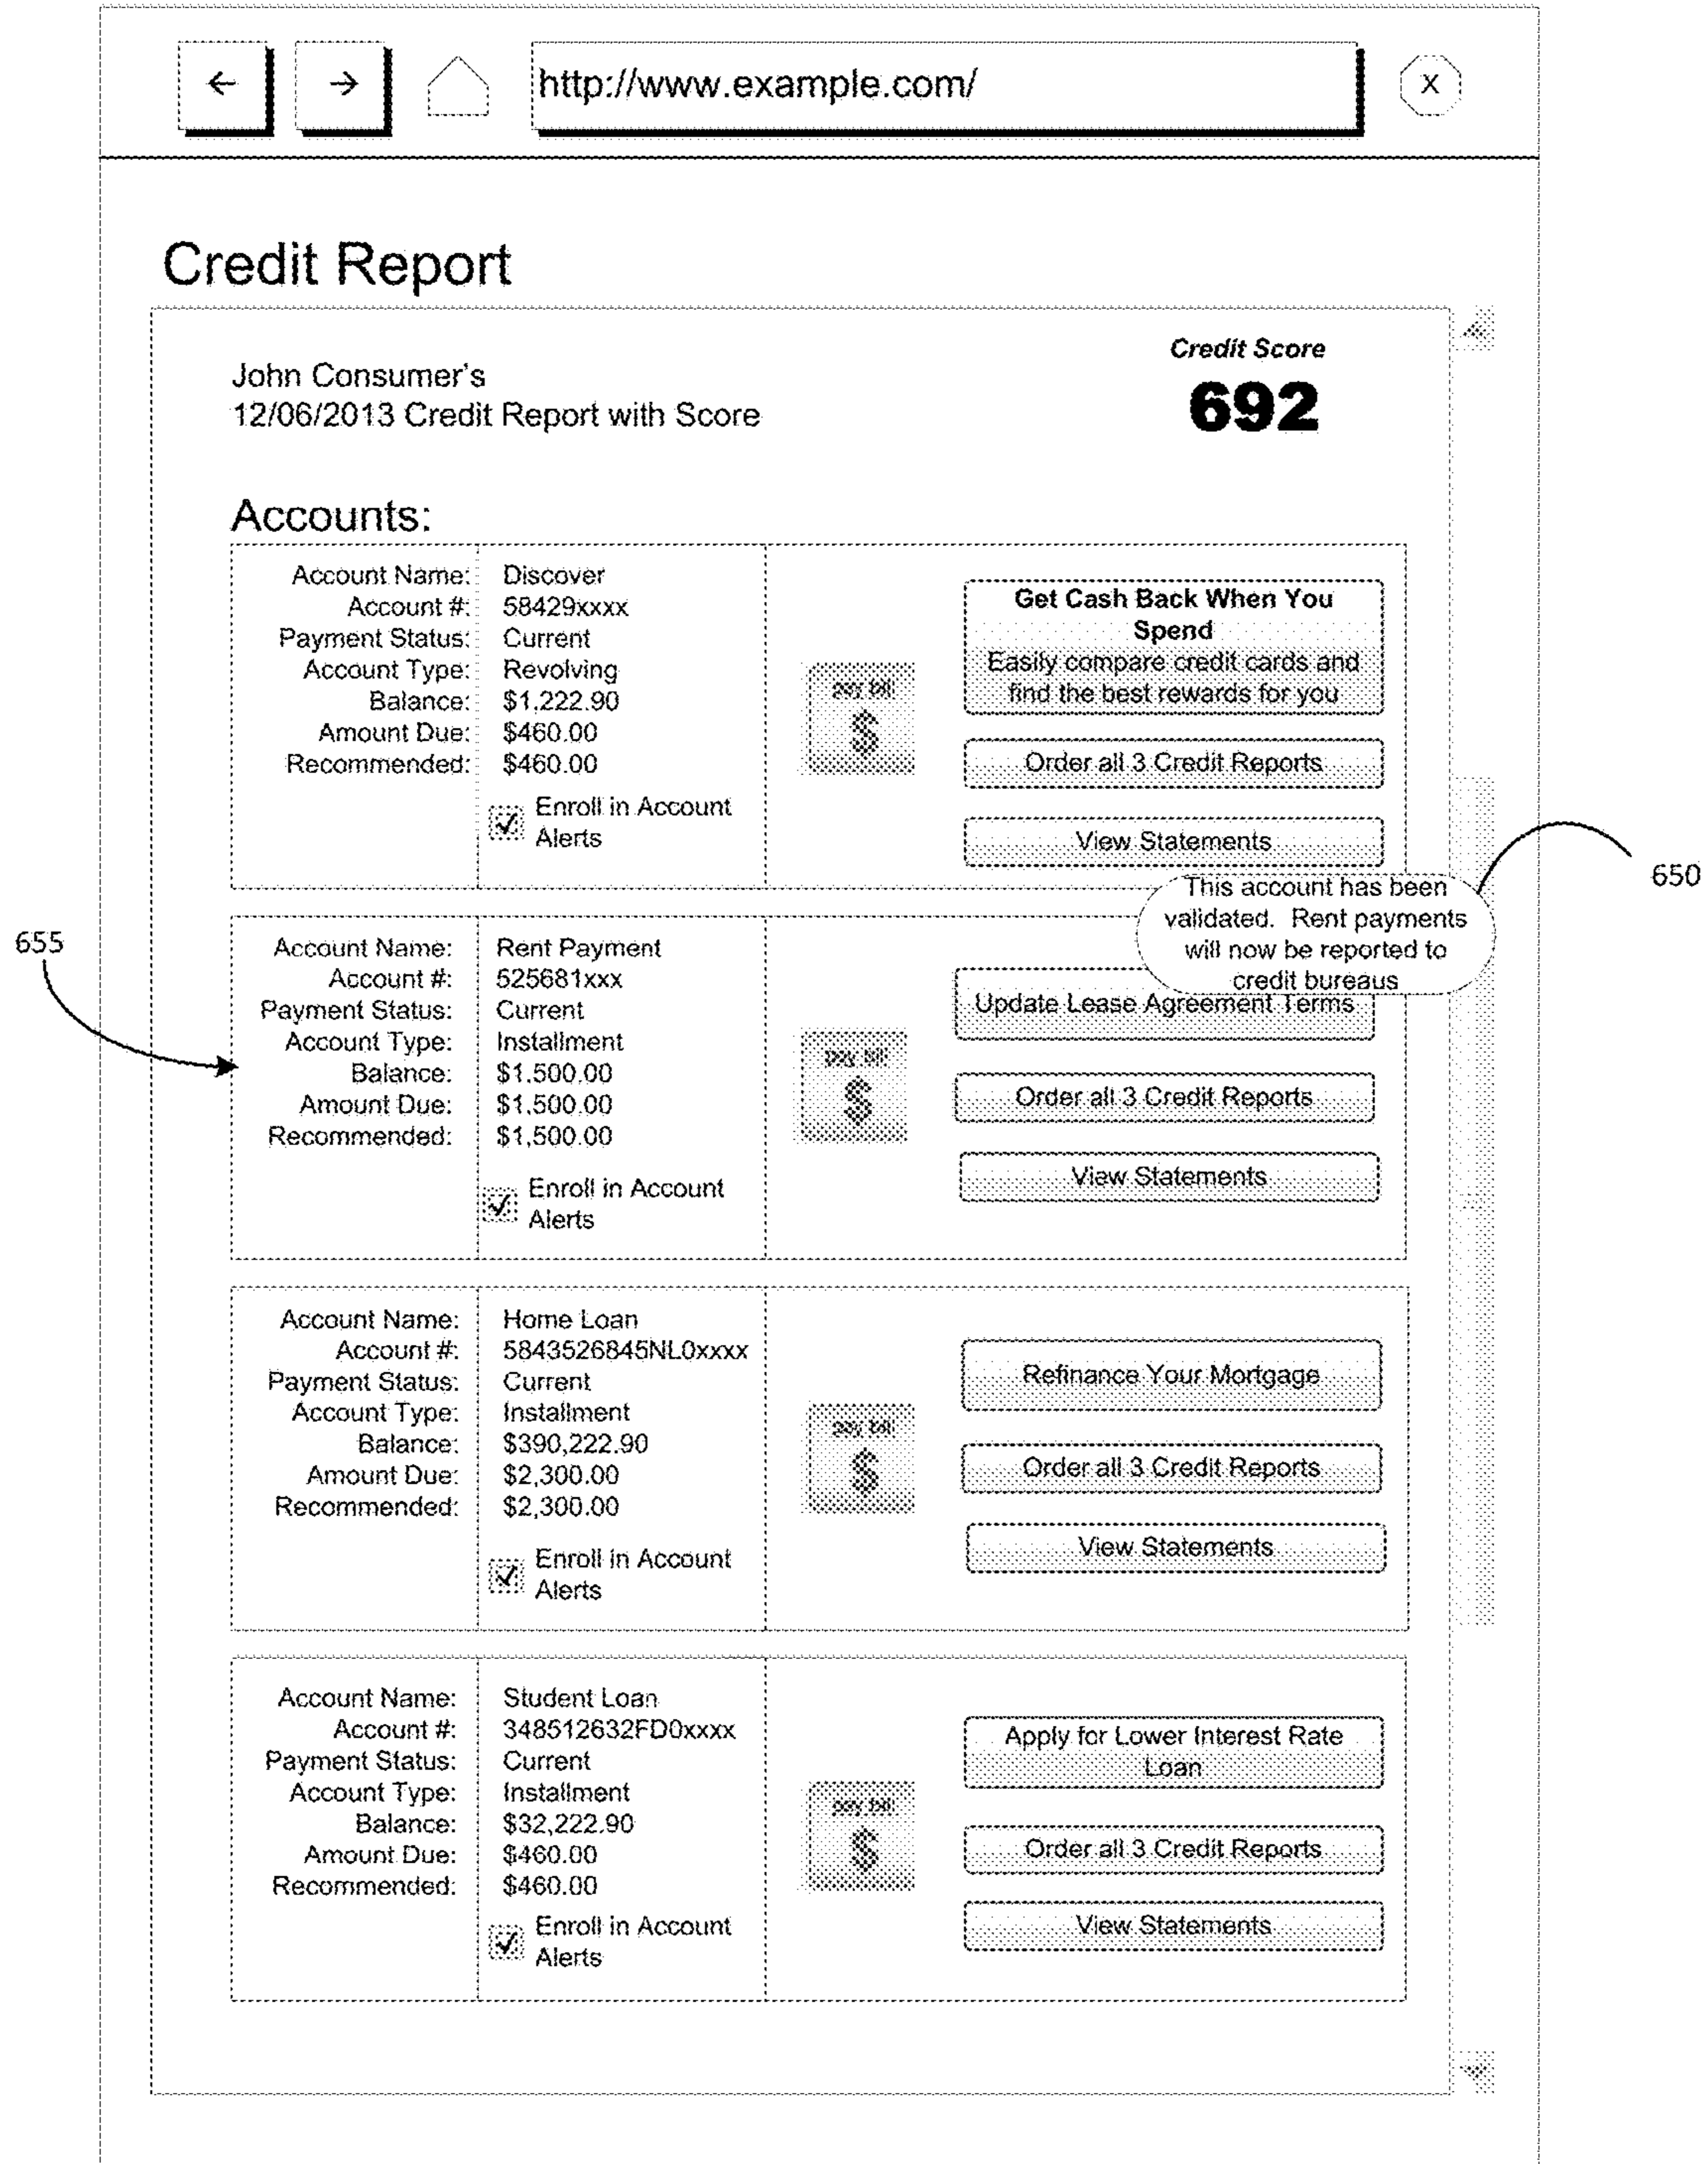 ←
→
http://www.example.com/
X
Credit Report
John Consumer's
12/06/2013 Credit Report with Score
Credit Score
692
Accounts:
Account Name: Discover
Account #: 58429xxxx
Payment Status: Current
Account Type: Revolving
Balance: $1,222.90
Amount Due: $460.00
Recommended: $460.00
Enroll in Account
Alerts
pay bill
$
Get Cash Back When You
Spend
Easily compare credit cards and
find the best rewards for you
Order all 3 Credit Reports
View Statements
650
This account has been
validated. Rent payments
will now be reported to
credit bureaus
655
Account Name: Rent Payment
Account #: 525681xxx
Payment Status: Current
Account Type: Installment
Balance: $1,500.00
Amount Due: $1,500.00
Recommended: $1,500.00
Enroll in Account
Alerts
pay bill
$
Update Lease Agreement Terms
Order all 3 Credit Reports
View Statements
Account Name: Home Loan
Account #: 5843526845NL0xxxx
Payment Status: Current
Account Type: Installment
Balance: $390,222.90
Amount Due: $2,300.00
Recommended: $2,300.00
Enroll in Account
Alerts
pay bill
$
Refinance Your Mortgage
Order all 3 Credit Reports
View Statements
Account Name: Student Loan
Account #: 348512632FD0xxxx
Payment Status: Current
Account Type: Installment
Balance: $32,222.90
Amount Due: $460.00
Recommended: $460.00
Enroll in Account
Alerts
pay bill
$
Apply for Lower Interest Rate
Loan
Order all 3 Credit Reports
View Statements